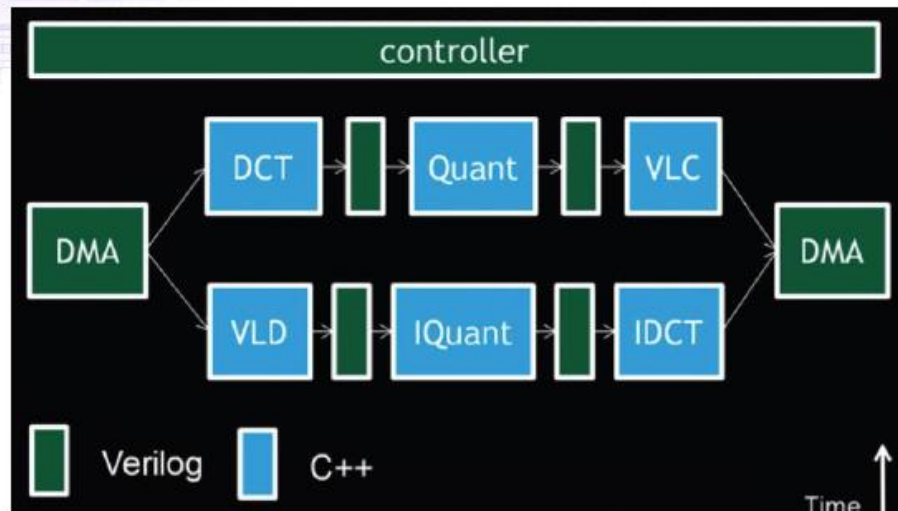 controller
DCT
Quant
VLC
DMA
DMA
VLD
IQuant
IDCT
Verilog
C++
Time